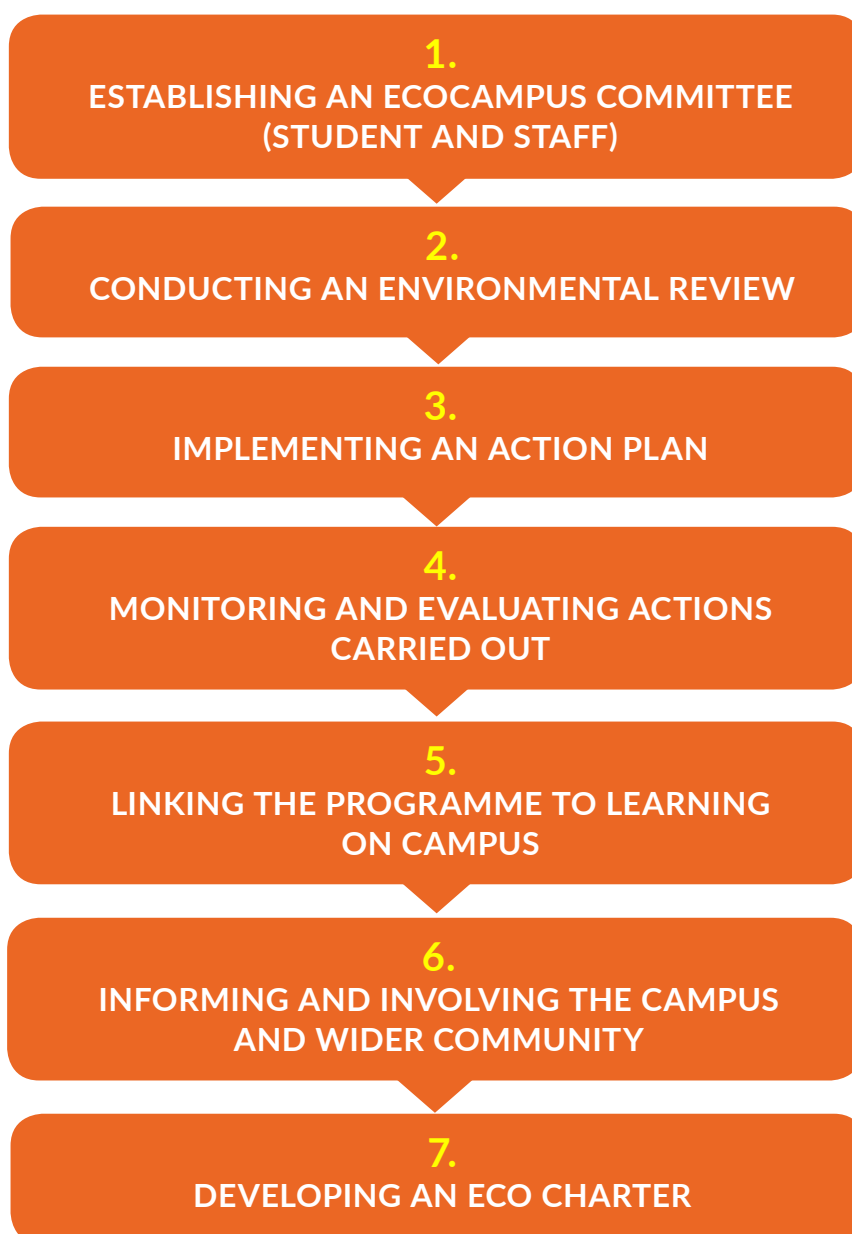 1.
ESTABLISHING AN ECOCAMPUS COMMITTEE
(STUDENT AND STAFF)
2.
CONDUCTING AN ENVIRONMENTAL REVIEW
3.
IMPLEMENTING AN ACTION PLAN
4.
MONITORING AND EVALUATING ACTIONS
CARRIED OUT
5.
LINKING THE PROGRAMME TO LEARNING
ON CAMPUS
6.
INFORMING AND INVOLVING THE CAMPUS
AND WIDER COMMUNITY
7.
DEVELOPING AN ECO CHARTER